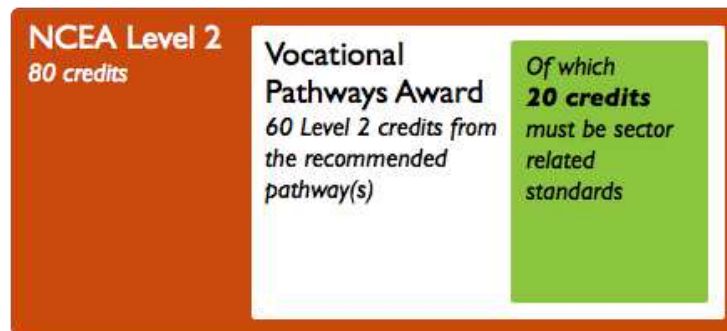 NCEA Level 2
80 credits
Vocational
Pathways Award
60 Level 2 credits from
the recommended
pathway(s)
Of which
20 credits
must be sector
related
standards